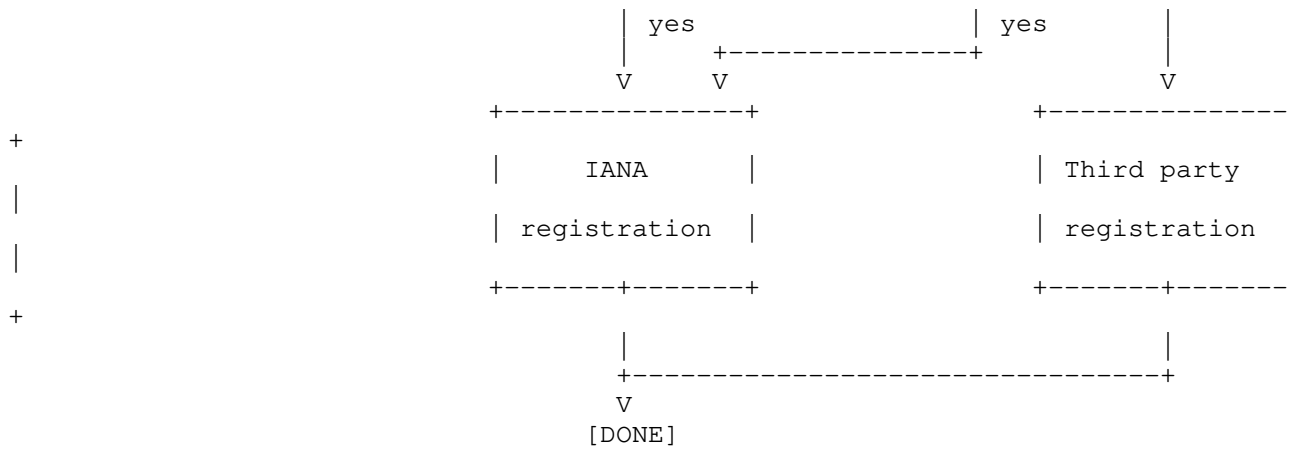 | yes | yes |
| +---------------+ |
V V V
+---------------+ +---------------
+
| IANA | | Third party
|
| registration | | registration
|
+-------+-------+ +-------+-------
+
| |
+---------------------------------+
V
[DONE]